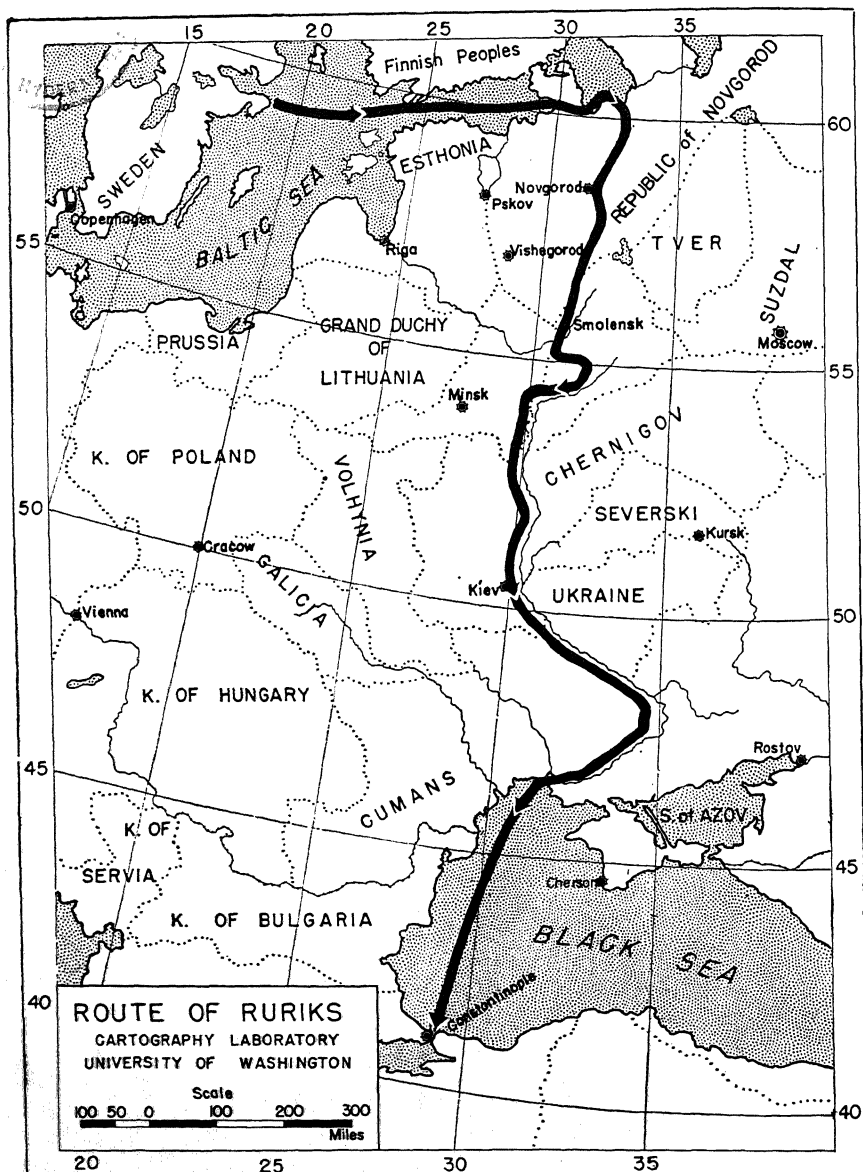 15 20 25 30 35
Finnish Peoples
REPUBLIC of NOVGOROD
60
SWEDEN
ESTHONIA
Novgorod
Pskov
Copenhagen
BALTIC SEA
55
Riga
Vishegorod
TVER
SUZDAL
Smolensk
Moscow.
PRUSSIA
GRAND DUCHY
OF
LITHUANIA
55
Minsk
K. OF POLAND
VOLHYNIA
CHERNIGOV
50
SEVERSKI
Kursk
Cracow
GALICIA
Kiev
UKRAINE
50
Vienna
K. OF HUNGARY
Rostov
45
CUMANS
S. of AZOV
K. OF
SERVIA
45
Cherson
K. OF BULGARIA
BLACK SEA
40
Constantinople
ROUTE OF RURIKS
CARTOGRAPHY LABORATORY
UNIVERSITY OF WASHINGTON
Scale
100 50 0 100 200 300
Miles
40
20 25 30 35